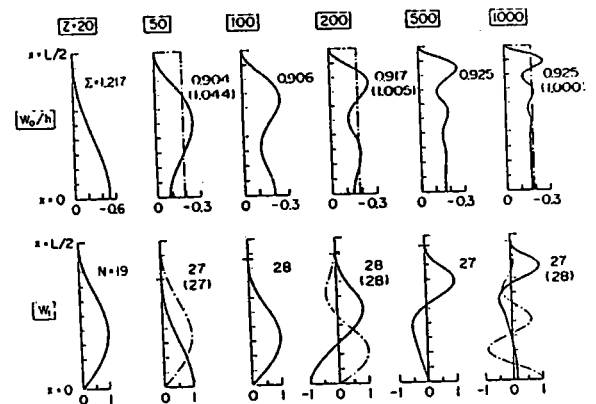 Z=20 50 100 200 500 1000
x=L/2
Σ=1.217 0.904 0.906 0.917 0.925 0.925
(1.044) (1.005) (1.000)
[W₀/h]
x=0
0 -0.6 0 -0.3 0 -0.3 0 -0.3 0 -0.3 0 -0.3
x=L/2
N=19 27 28 28 27 27
(27) (28) (28)
[W₁]
x=0
0 1 0 1 0 1 -1 0 1 -1 0 1 -1 0 1